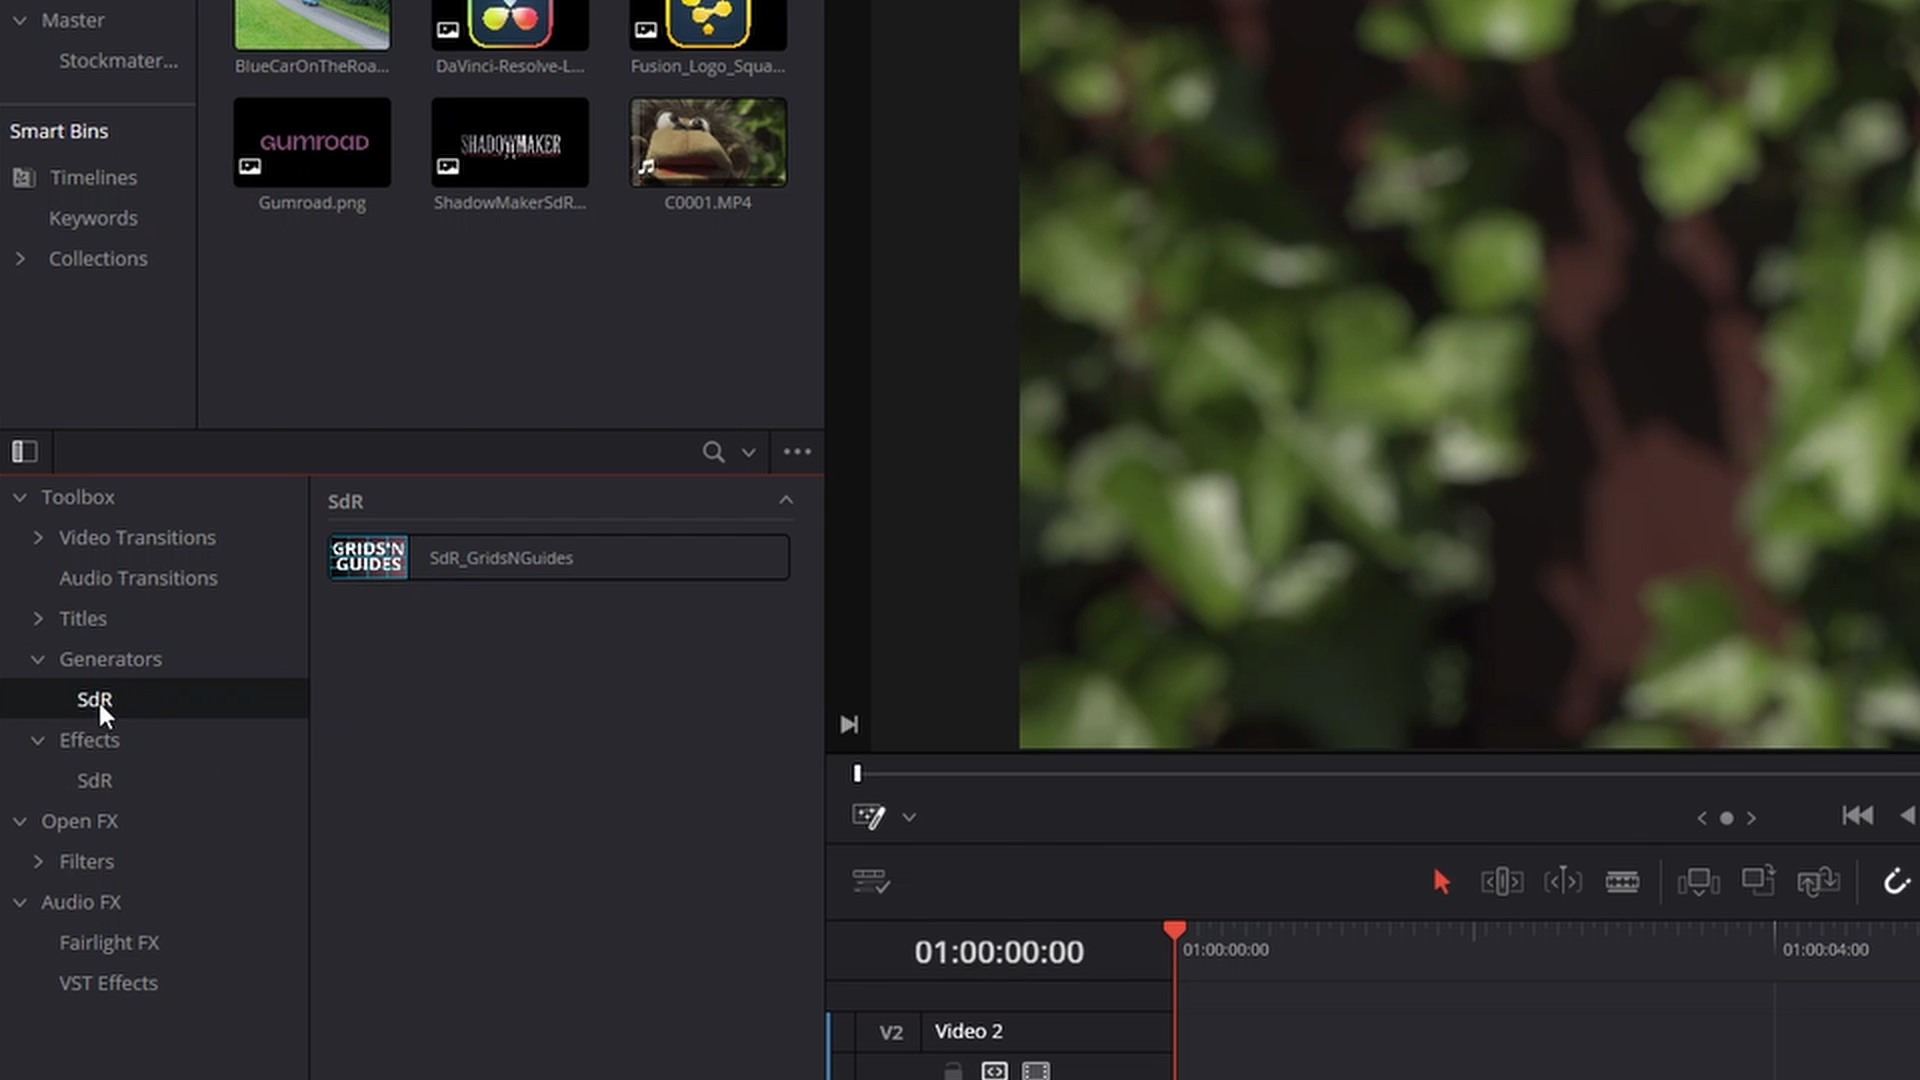 Master
Stockmater...
BlueCarOnTheRoa...
DaVinci-Resolve-L...
Fusion_Logo_Squa...
Smart Bins
Timelines
Keywords
Collections
GUMROAD
SHADOWMAKER
Gumroad.png
ShadowMakerSdR...
C0001.MP4
Toolbox
Video Transitions
Audio Transitions
Titles
Generators
SdR
Effects
SdR
Open FX
Filters
Audio FX
Fairlight FX
VST Effects
SdR
GRIDS'N
GUIDES
SdR_GridsNGuides
01:00:00:00
01:00:00:00
01:00:04:00
V2
Video 2